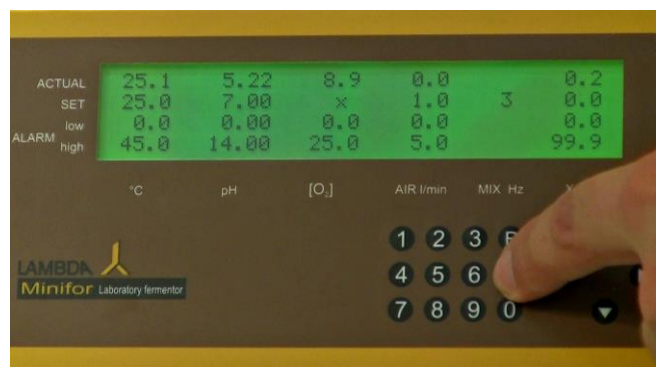 ACTUAL 25.1 5.22 8.9 0.0 0.2
SET 25.0 7.00 x 1.0 3 0.0
low 0.0 0.00 0.0 0.0 0.0
ALARM
high 45.0 14.00 25.0 5.0 99.9
°C pH [O₂] AIR l/min MIX Hz X
1 2 3
4 5 6
7 8 9 0
LAMBDA
Minifor Laboratory fermentor